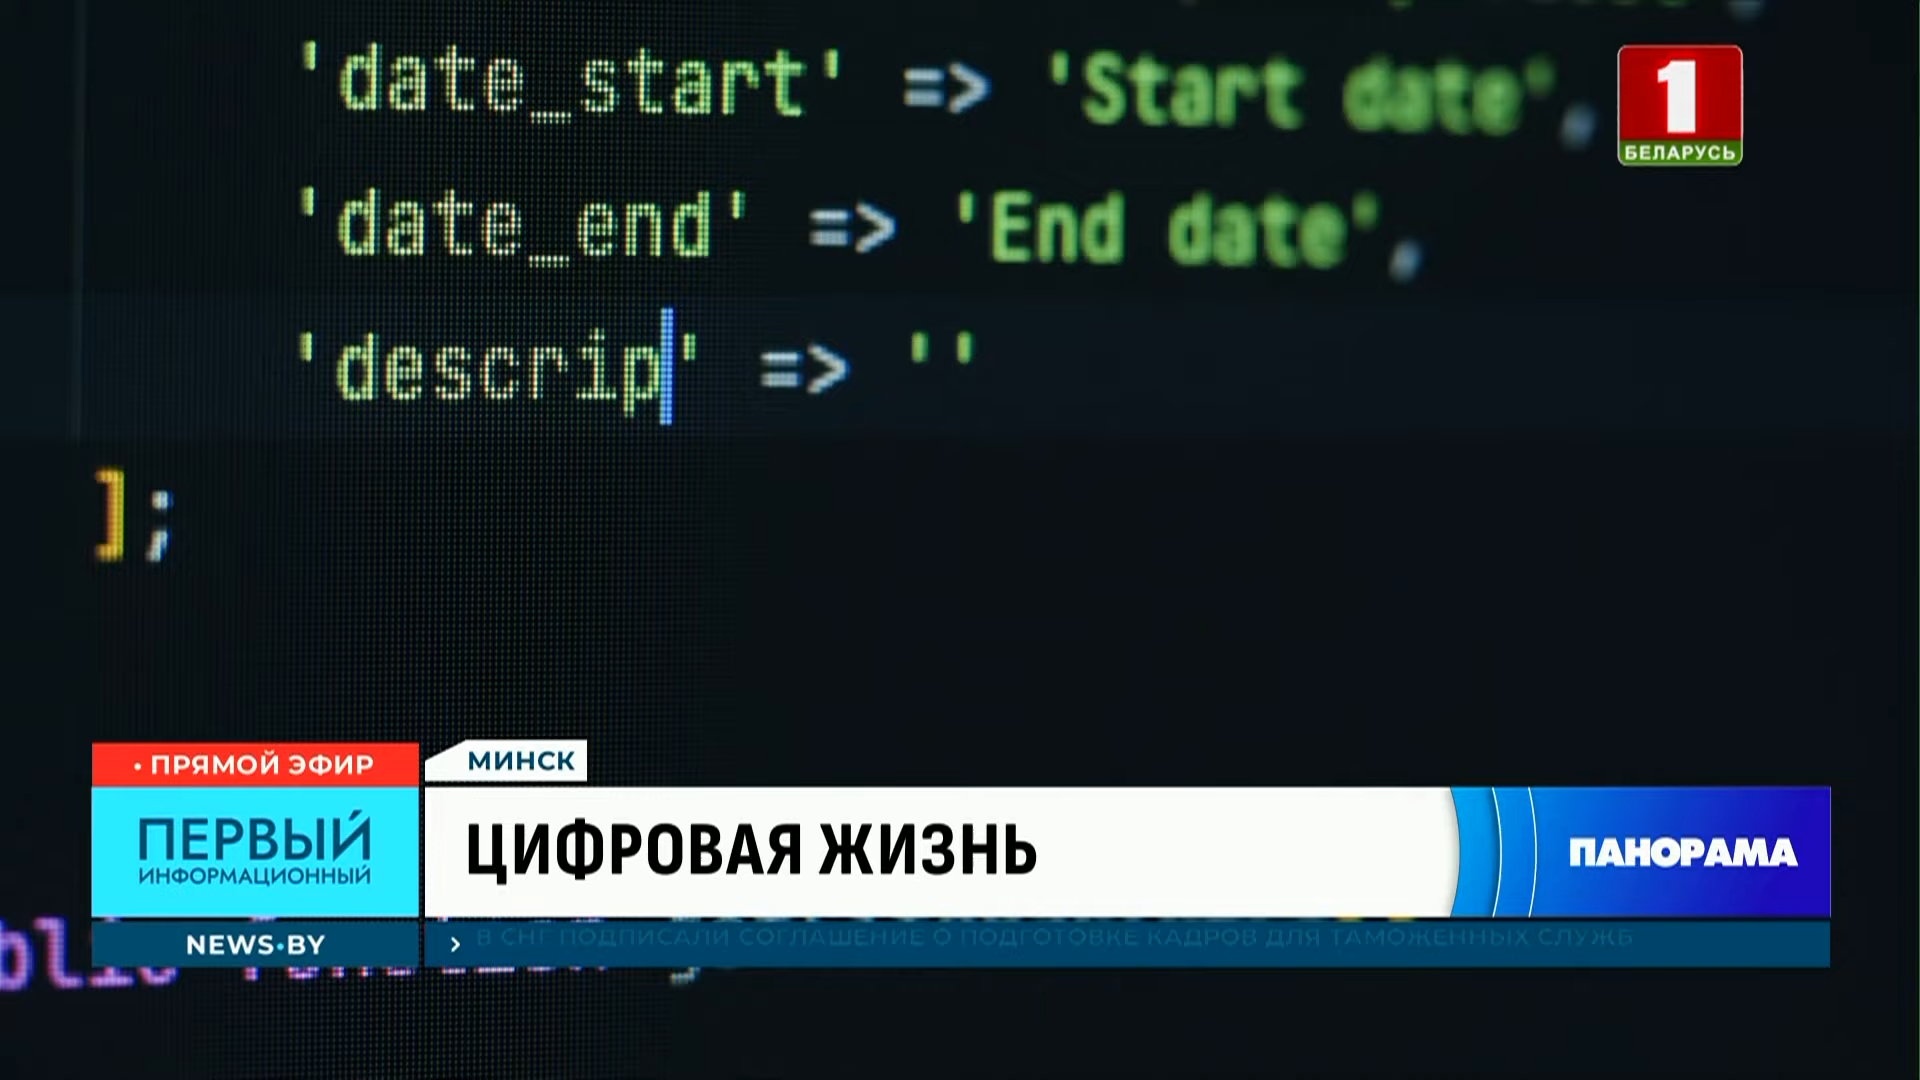 'date_start' => 'Start date',
'date_end' => 'End date',
'descrip' => ''
];
1
БЕЛАРУСЬ
• ПРЯМОЙ ЭФИР
МИНСК
ПЕРВЫЙ
ИНФОРМАЦИОННЫЙ
ЦИФРОВАЯ ЖИЗНЬ
ПАНОРАМА
NEWS•BY
› В СНГ ПОДПИСАЛИ СОГЛАШЕНИЕ О ПОДГОТОВКЕ КАДРОВ ДЛЯ ТАМОЖЕННЫХ СЛУЖБ